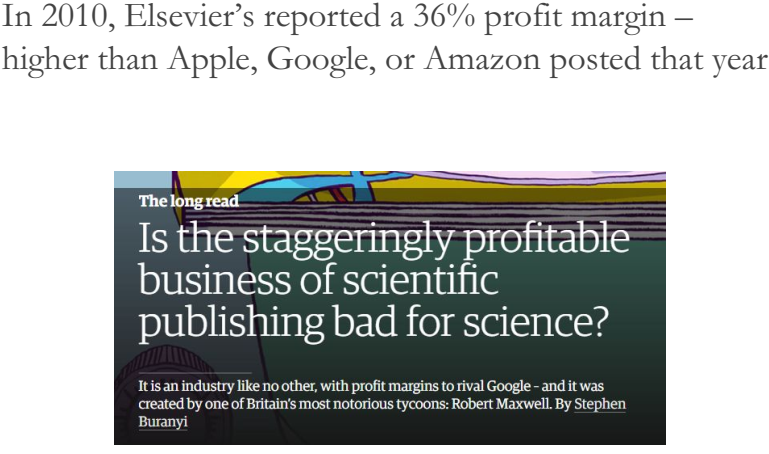 In 2010, Elsevier’s reported a 36% profit margin –
higher than Apple, Google, or Amazon posted that year
The long read
Is the staggeringly profitable
business of scientific
publishing bad for science?
It is an industry like no other, with profit margins to rival Google – and it was
created by one of Britain’s most notorious tycoons: Robert Maxwell. By Stephen
Buranyi